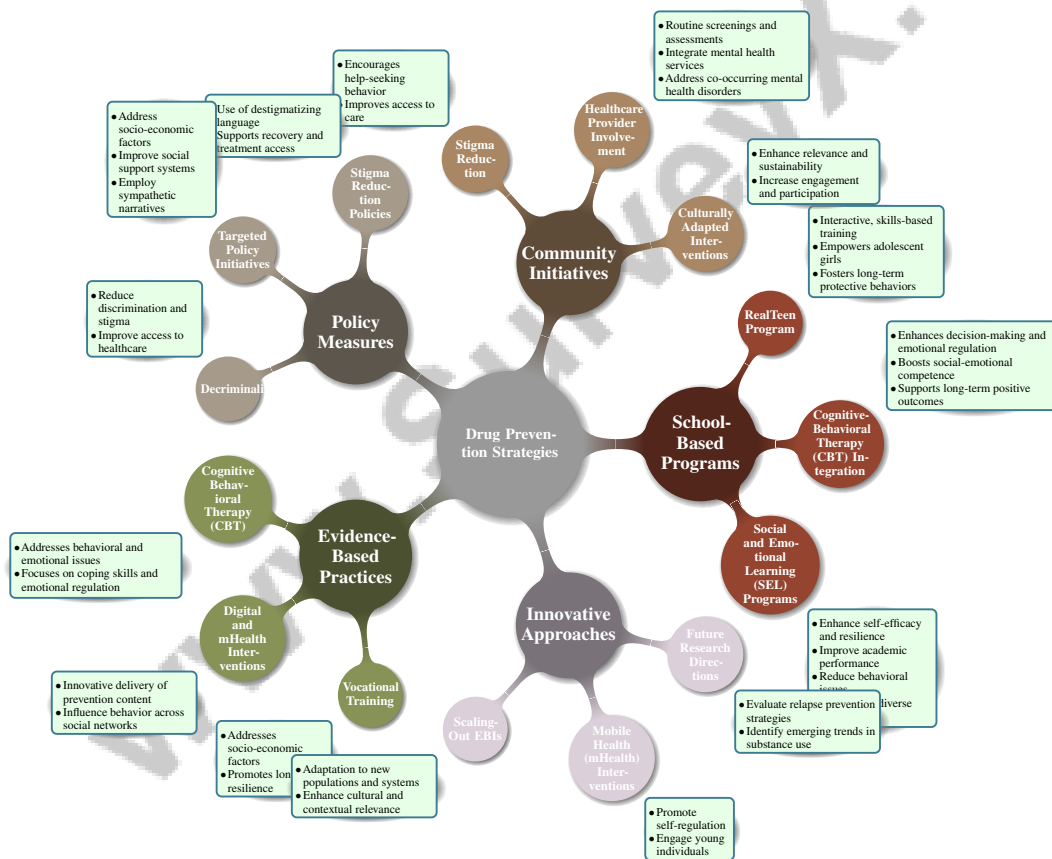 • Routine screenings and
assessments
• Integrate mental health
services
• Address co-occurring mental
health disorders
• Encourages
help-seeking
behavior
• Improves access to
care
Use of destigmatizing
language
Supports recovery and
treatment access
• Address
socio-economic
factors
• Improve social
support systems
• Employ
sympathetic
narratives
Healthcare
Provider
Involve-
ment
Stigma
Reduc-
tion
• Enhance relevance and
sustainability
• Increase engagement
and participation
Stigma
Reduc-
tion
Policies
Culturally
Adapted
Inter-
ventions
• Interactive, skills-based
training
• Empowers adolescent
girls
• Fosters long-term
protective behaviors
Targeted
Policy
Initiatives
Community
Initiatives
• Reduce
discrimination and
stigma
• Improve access to
healthcare
Policy
Measures
RealTeen
Program
• Enhances decision-making and
emotional regulation
• Boosts social-emotional
competence
• Supports long-term positive
outcomes
Decriminali
Drug Preven-
tion Strategies
School-
Based
Programs
Cognitive-
Behavioral
Therapy
(CBT) In-
tegration
Cognitive
Behav-
ioral
Therapy
(CBT)
Evidence-
Based
Practices
Social
and Emo-
tional
Learning
(SEL)
Programs
• Addresses behavioral and
emotional issues
• Focuses on coping skills and
emotional regulation
Digital
and
mHealth
Inter-
ventions
Innovative
Approaches
Future
Research
Direc-
tions
• Enhance self-efficacy
and resilience
• Improve academic
performance
• Reduce behavioral
issues
diverse
• Innovative delivery of
prevention content
• Influence behavior across
social networks
Vocational
Training
• Evaluate relapse prevention
strategies
• Identify emerging trends in
substance use
Scaling-
Out EBIs
Mobile
Health
(mHealth)
Inter-
ventions
• Addresses
socio-economic
factors
• Promotes lon
resilience
• Adaptation to new
populations and systems
• Enhance cultural and
contextual relevance
• Promote
self-regulation
• Engage young
individuals